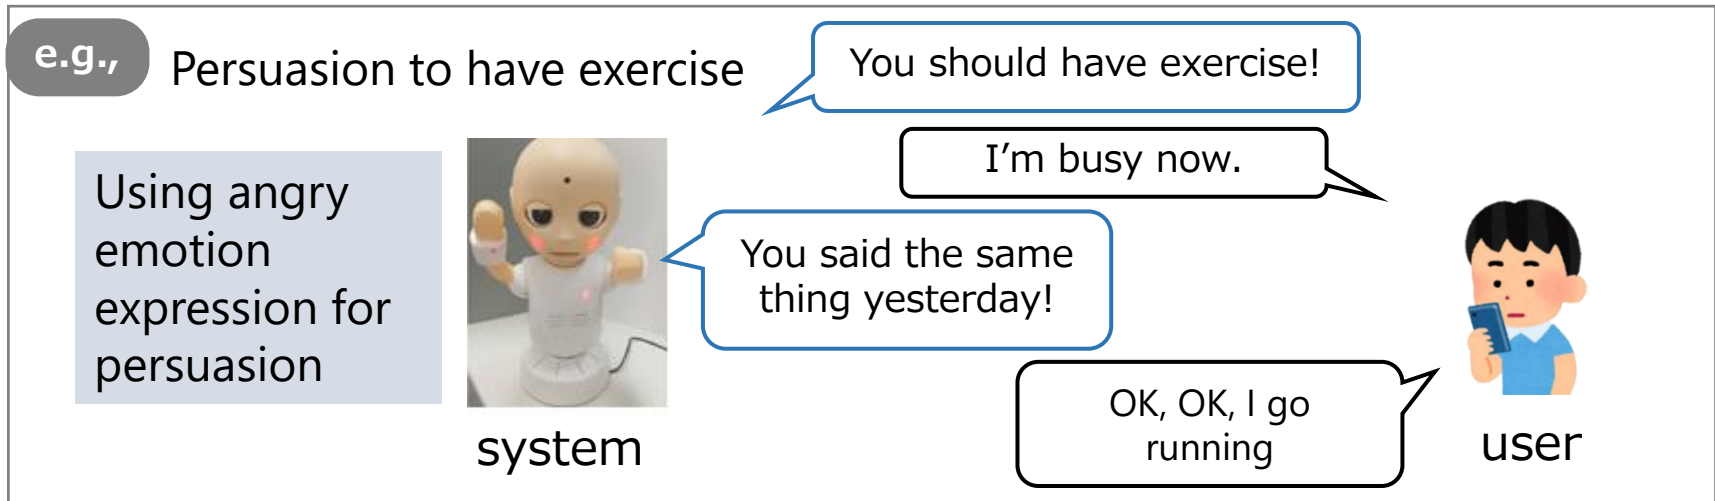 e.g.,
Persuasion to have exercise
You should have exercise!
I'm busy now.
Using angry
emotion
expression for
persuasion
You said the same
thing yesterday!
OK, OK, I go
running
system
user